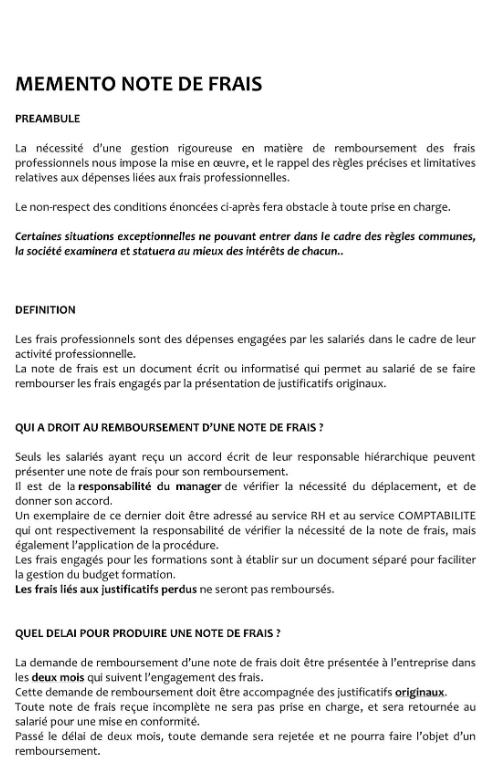 MEMENTO NOTE DE FRAIS
PREAMBULE
La nécessité d’une gestion rigoureuse en matière de remboursement des frais
professionnels nous impose la mise en œuvre, et le rappel des règles précises et limitatives
relatives aux dépenses liées aux frais professionnelles.
Le non-respect des conditions énoncées ci-après fera obstacle à toute prise en charge.
Certaines situations exceptionnelles ne pouvant entrer dans le cadre des règles communes,
la société examinera et statuera au mieux des intérêts de chacun..
DEFINITION
Les frais professionnels sont des dépenses engagées par les salariés dans le cadre de leur
activité professionnelle.
La note de frais est un document écrit ou informatisé qui permet au salarié de se faire
rembourser les frais engagés par la présentation de justificatifs originaux.
QUI A DROIT AU REMBOURSEMENT D’UNE NOTE DE FRAIS ?
Seuls les salariés ayant reçu un accord écrit de leur responsable hiérarchique peuvent
présenter une note de frais pour son remboursement.
Il est de la responsabilité du manager de vérifier la nécessité du déplacement, et de
donner son accord.
Un exemplaire de ce dernier doit être adressé au service RH et au service COMPTABILITE
qui ont respectivement la responsabilité de vérifier la nécessité de la note de frais, mais
également l’application de la procédure.
Les frais engagés pour les formations sont à établir sur un document séparé pour faciliter
la gestion du budget formation.
Les frais liés aux justificatifs perdus ne seront pas remboursés.
QUEL DELAI POUR PRODUIRE UNE NOTE DE FRAIS ?
La demande de remboursement d’une note de frais doit être présentée à l’entreprise dans
les deux mois qui suivent l’engagement des frais.
Cette demande de remboursement doit être accompagnée des justificatifs originaux.
Toute note de frais reçue incomplète ne sera pas prise en charge, et sera retournée au
salarié pour une mise en conformité.
Passé le délai de deux mois, toute demande sera rejetée et ne pourra faire l’objet d’un
remboursement.